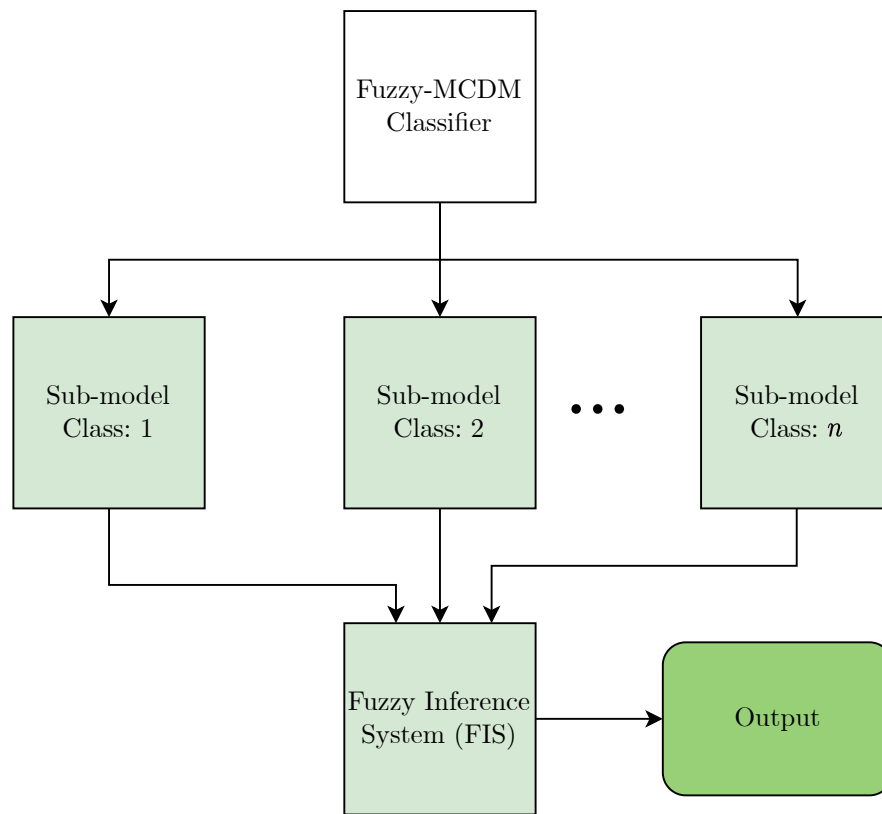 Fuzzy-MCDM
Classifier
Sub-model
Class: 1
Sub-model
Class: 2
Sub-model
Class: n
Fuzzy Inference
System (FIS)
Output